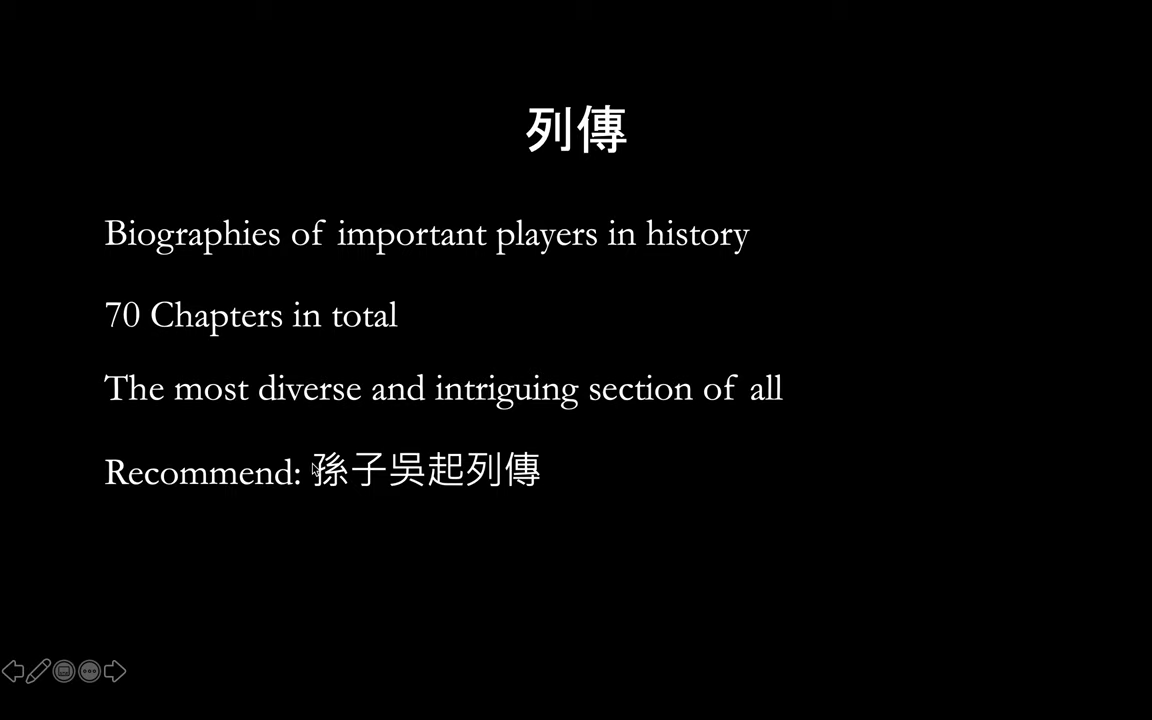 列傳
Biographies of important players in history
70 Chapters in total
The most diverse and intriguing section of all
Recommend: 孫子吳起列傳